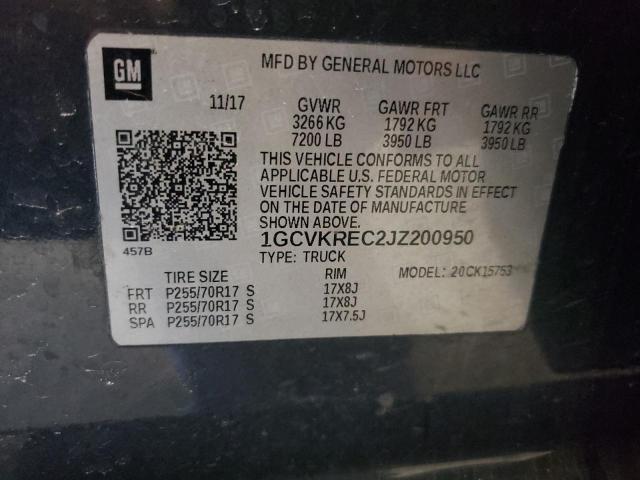 GM
MFD BY GENERAL MOTORS LLC
11/17 GVWR GAWR FRT GAWR RR
3266 KG 1792 KG 1792 KG
7200 LB 3950 LB 3950 LB
THIS VEHICLE CONFORMS TO ALL
APPLICABLE U.S. FEDERAL MOTOR
VEHICLE SAFETY STANDARDS IN EFFECT
ON THE DATE OF MANUFACTURE
SHOWN ABOVE.
1GCVKREC2JZ200950
457B
TYPE: TRUCK MODEL: 20CK15753
TIRE SIZE RIM
FRT P255/70R17 S 17X8J
RR P255/70R17 S 17X8J
SPA P255/70R17 S 17X7.5J